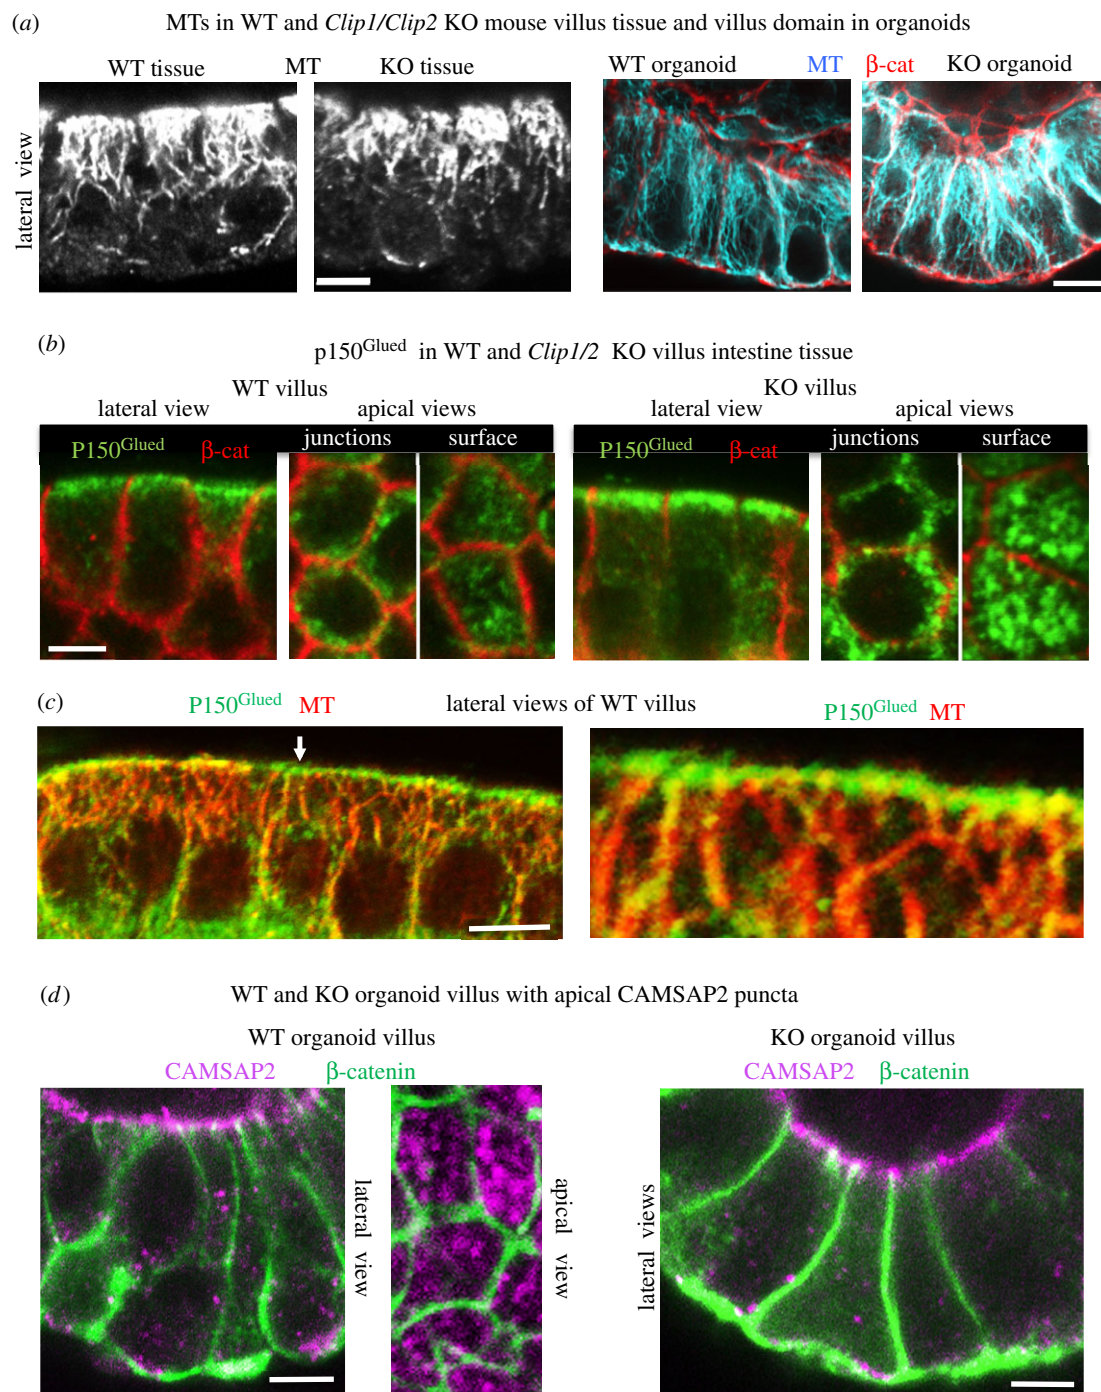 (a) MTs in WT and Clip1/Clip2 KO mouse villus tissue and villus domain in organoids
WT tissue MT KO tissue WT organoid MT β-cat KO organoid
lateral view
(b) p150Glued in WT and Clip1/2 KO villus intestine tissue
WT villus KO villus
lateral view apical views lateral view apical views
P150Glued β-cat junctions surface P150Glued β-cat junctions surface
(c) P150Glued MT lateral views of WT villus P150Glued MT
(d) WT and KO organoid villus with apical CAMSAP2 puncta
WT organoid villus KO organoid villus
CAMSAP2 β-catenin CAMSAP2 β-catenin
lateral view
apical view
lateral views